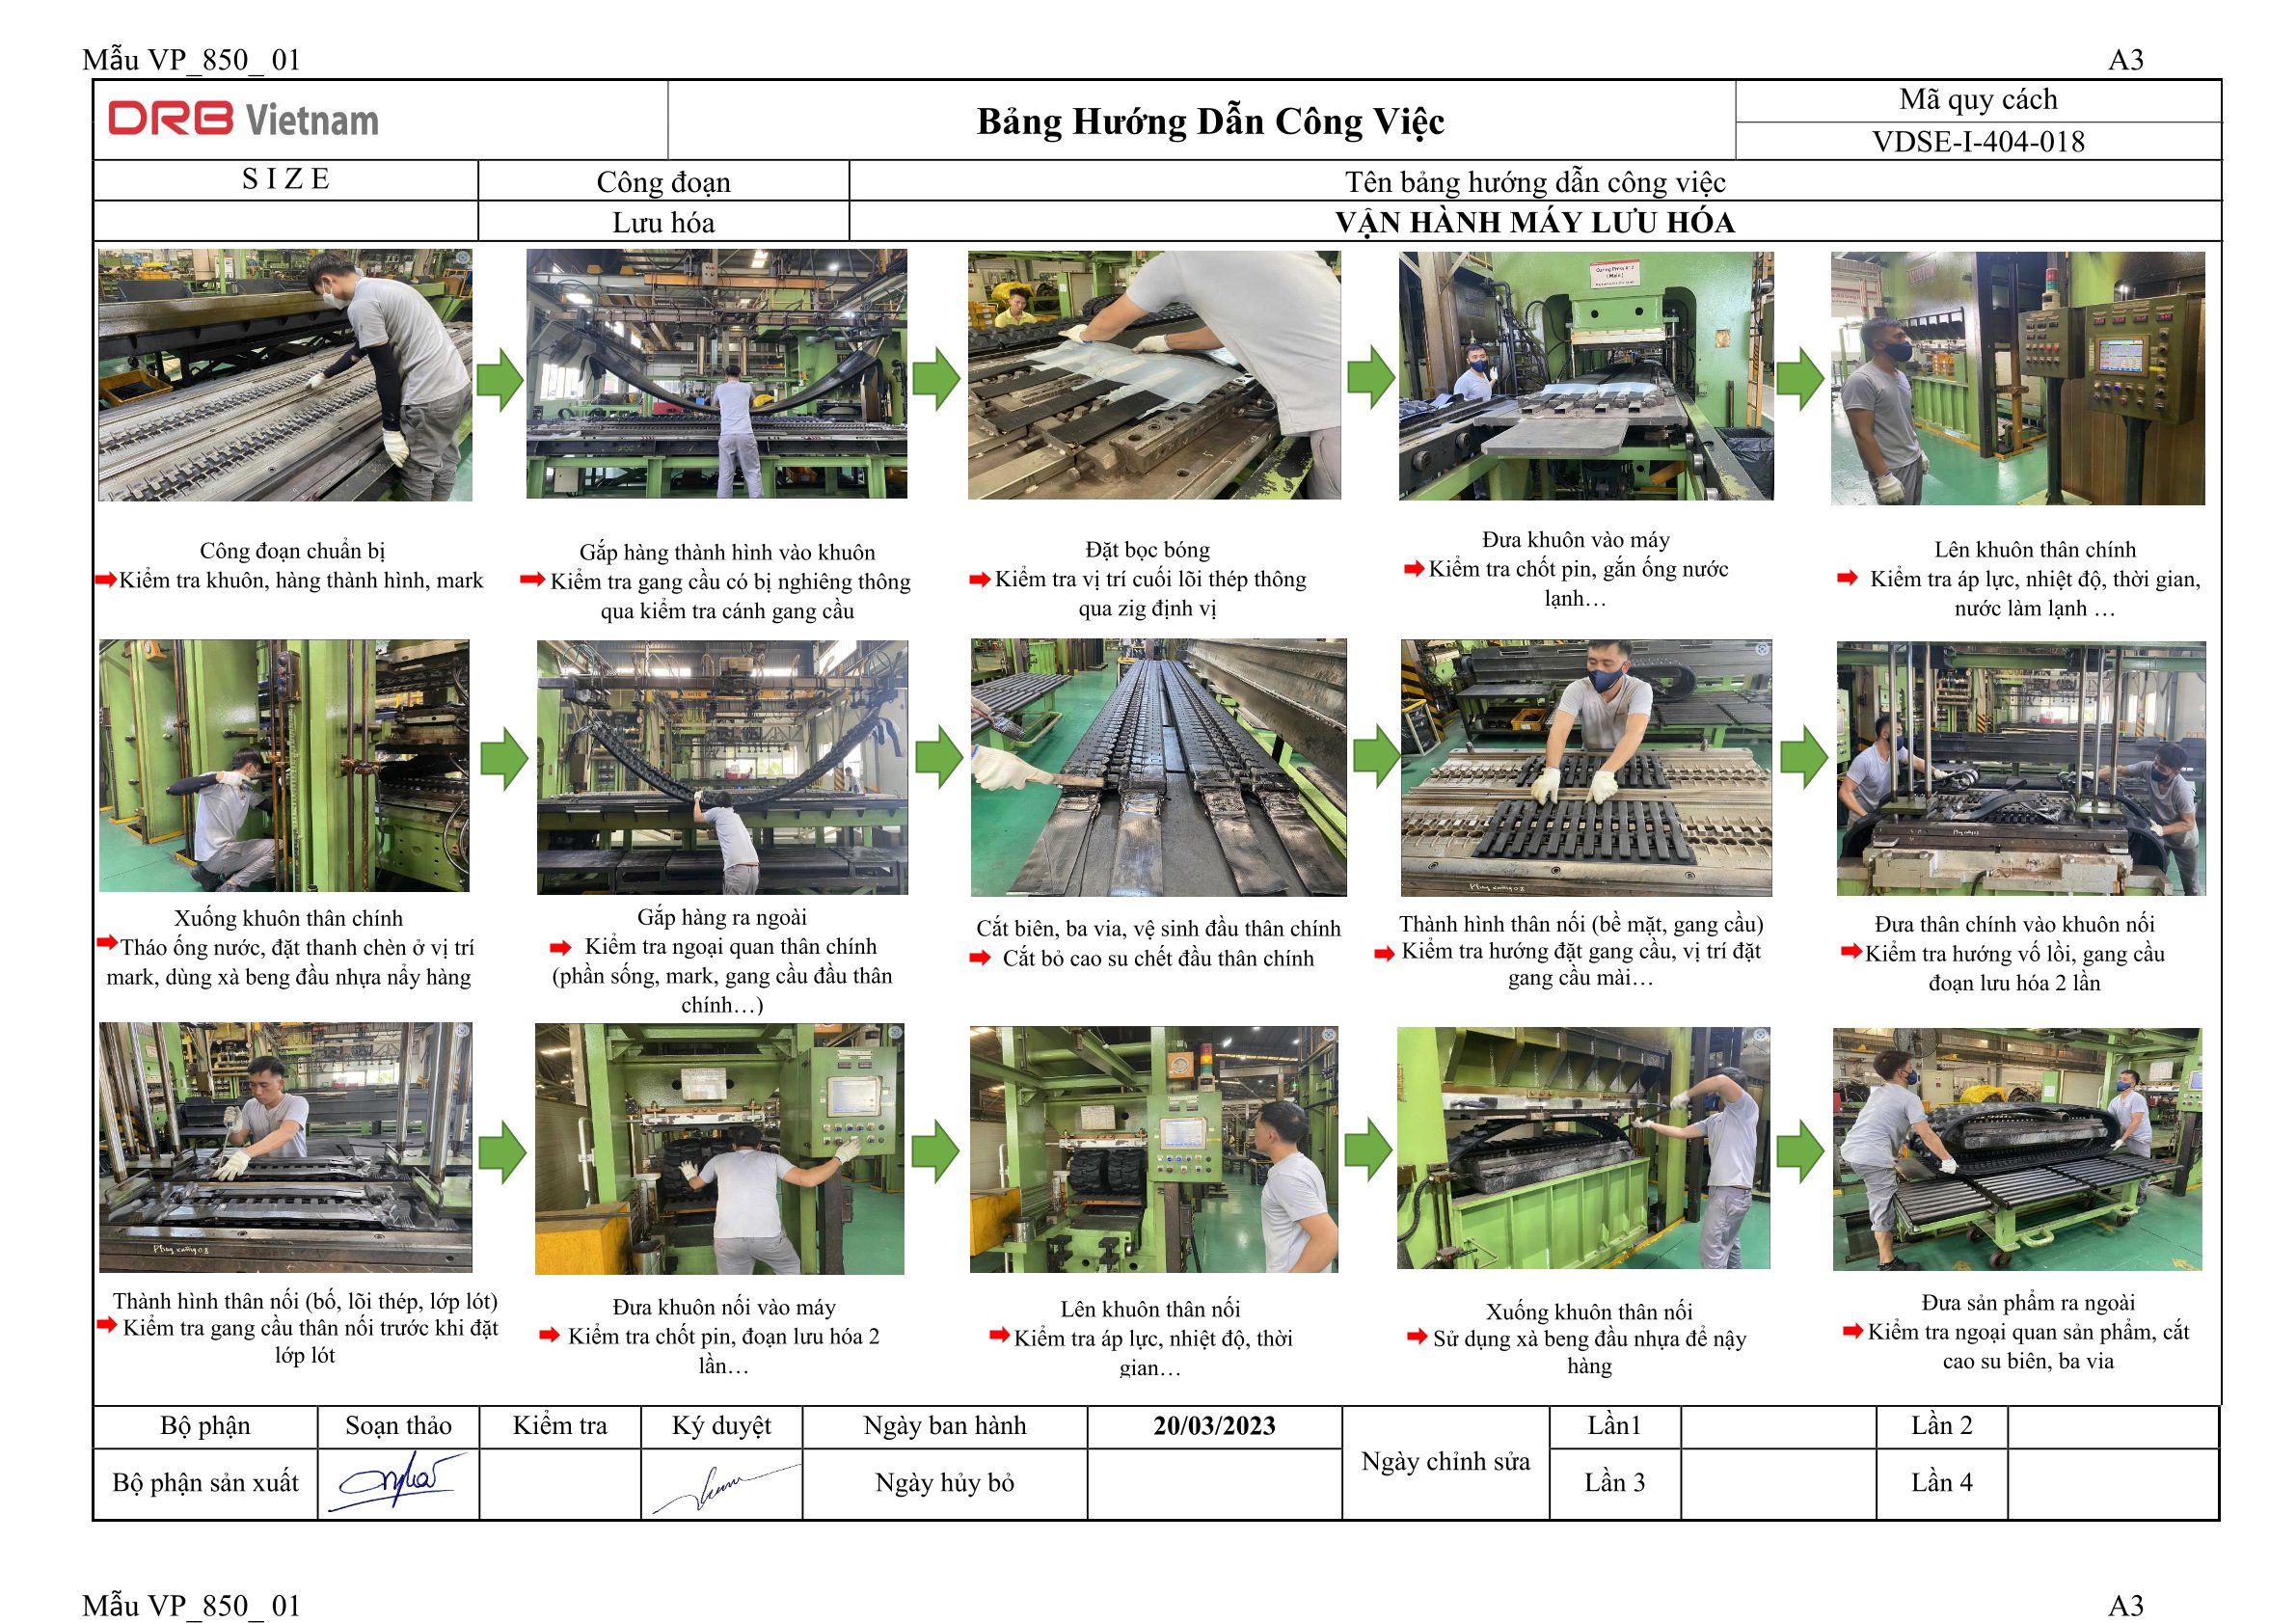 Mẫu VP_850_ 01
A3
DRB Vietnam
Bảng Hướng Dẫn Công Việc
Mã quy cách
VDSE-I-404-018
S I Z E
Công đoạn
Tên bảng hướng dẫn công việc
Lưu hóa
VẬN HÀNH MÁY LƯU HÓA
Công đoạn chuẩn bị
Kiểm tra khuôn, hàng thành hình, mark
Gắp hàng thành hình vào khuôn
Kiểm tra gang cầu có bị nghiêng thông
qua kiểm tra cánh gang cầu
Đặt bọc bóng
Kiểm tra vị trí cuối lõi thép thông
qua zig định vị
Đưa khuôn vào máy
Kiểm tra chốt pin, gắn ống nước
lạnh…
Lên khuôn thân chính
Kiểm tra áp lực, nhiệt độ, thời gian,
nước làm lạnh …
Xuống khuôn thân chính
Tháo ống nước, đặt thanh chèn ở vị trí
mark, dùng xà beng đầu nhựa nẩy hàng
Gắp hàng ra ngoài
Kiểm tra ngoại quan thân chính
(phần sống, mark, gang cầu đầu thân
chính…)
Cắt biên, ba via, vệ sinh đầu thân chính
Cắt bỏ cao su chết đầu thân chính
Thành hình thân nối (bề mặt, gang cầu)
Kiểm tra hướng đặt gang cầu, vị trí đặt
gang cầu mài…
Đưa thân chính vào khuôn nối
Kiểm tra hướng vố lồi, gang cầu
đoạn lưu hóa 2 lần
Thành hình thân nối (bố, lõi thép, lớp lót)
Kiểm tra gang cầu thân nối trước khi đặt
lớp lót
Đưa khuôn nối vào máy
Kiểm tra chốt pin, đoạn lưu hóa 2
lần…
Lên khuôn thân nối
Kiểm tra áp lực, nhiệt độ, thời
gian…
Xuống khuôn thân nối
Sử dụng xà beng đầu nhựa để nậy
hàng
Đưa sản phẩm ra ngoài
Kiểm tra ngoại quan sản phẩm, cắt
cao su biên, ba via
Bộ phận
Soạn thảo
Kiểm tra
Ký duyệt
Ngày ban hành
20/03/2023
Ngày chỉnh sửa
Lần1
Lần 2
Bộ phận sản xuất
Ngày hủy bỏ
Lần 3
Lần 4
Mẫu VP_850_ 01
A3